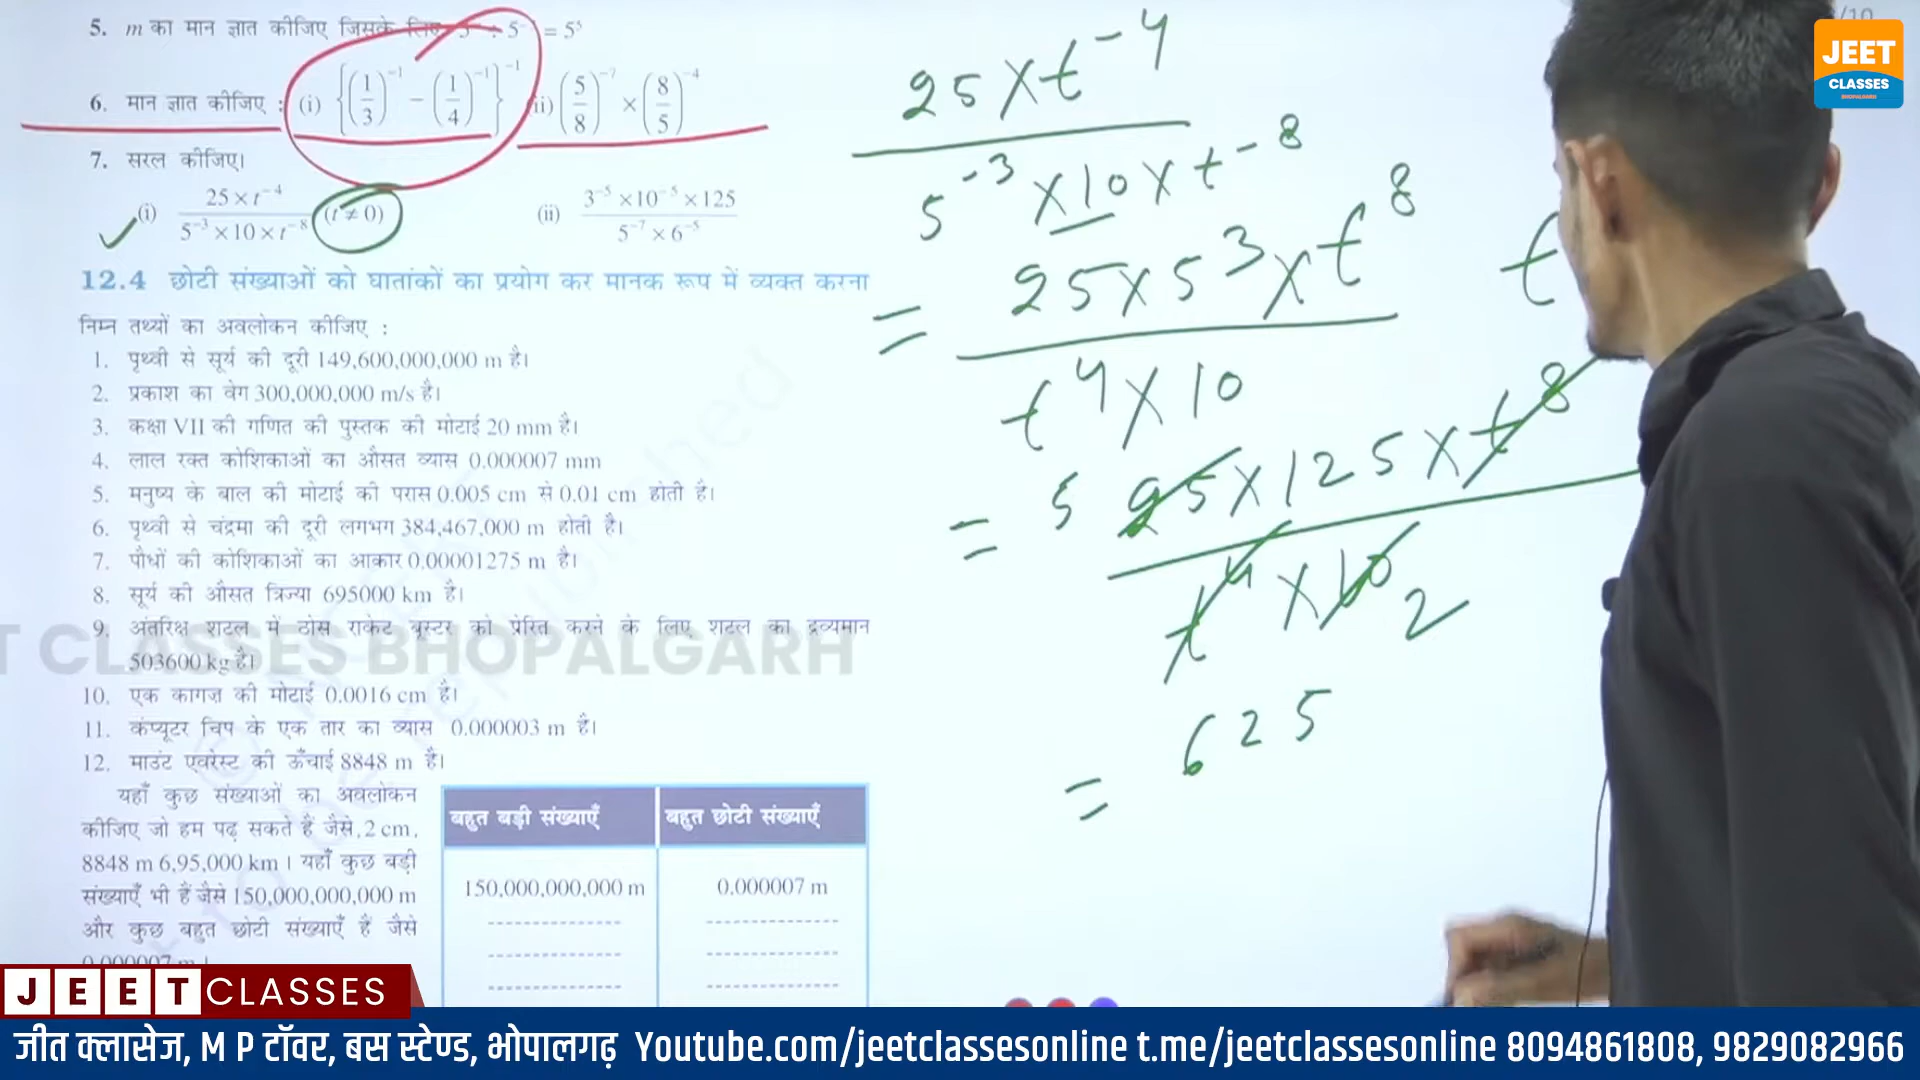 5. m का मान ज्ञात कीजिए जिसके लिए 5 ÷ 5 = 5⁵
6. मान ज्ञात कीजिए : (i) {(1/3)⁻¹ − (1/4)⁻¹}⁻¹ (ii) (5/8)⁻⁷ × (8/5)⁻⁴
7. सरल कीजिए।
(i) 25 × t⁻⁴ / 5⁻³ × 10 × t⁻⁸ (t ≠ 0) (ii) 3⁻⁵ × 10⁻⁵ × 125 / 5⁻⁷ × 6⁻⁵
12.4 छोटी संख्याओं को घातांकों का प्रयोग कर मानक रूप में व्यक्त करना
निम्न तथ्यों का अवलोकन कीजिए :
1. पृथ्वी से सूर्य की दूरी 149,600,000,000 m है।
2. प्रकाश का वेग 300,000,000 m/s है।
3. कक्षा VII की गणित की पुस्तक की मोटाई 20 mm है।
4. लाल रक्त कोशिकाओं का औसत व्यास 0.000007 mm
5. मनुष्य के बाल की मोटाई की परास 0.005 cm से 0.01 cm होती है।
6. पृथ्वी से चंद्रमा की दूरी लगभग 384,467,000 m होती है।
7. पौधों की कोशिकाओं का आकार 0.00001275 m है।
8. सूर्य की औसत त्रिज्या 695000 km है।
9. अंतरिक्ष शटल में ठोस राकेट बूस्टर को प्रेरित करने के लिए शटल का द्रव्यमान
503600 kg है।
10. एक कागज़ की मोटाई 0.0016 cm है।
11. कंप्यूटर चिप के एक तार का व्यास 0.000003 m है।
12. माउंट एवरेस्ट की ऊँचाई 8848 m है।
यहाँ कुछ संख्याओं का अवलोकन
कीजिए जो हम पढ़ सकते हैं जैसे, 2 cm,
8848 m 6,95,000 km । यहाँ कुछ बड़ी
संख्याएँ भी हैं जैसे 150,000,000,000 m
और कुछ बहुत छोटी संख्याएँ हैं जैसे
0.000007 m ।
बहुत बड़ी संख्याएँ बहुत छोटी संख्याएँ
150,000,000,000 m 0.000007 m
25 × t⁻⁴
5⁻³ × 10 × t⁻⁸
= 25 × 5³ × t⁸
t⁴ × 10
t
= 5 25 × 125 × t⁸
t⁴ × 10 2
= 625
T CLASSES BHOPALGARH
JEET
CLASSES
BHOPALGARH
JEET CLASSES
जीत क्लासेज, M P टॉवर, बस स्टेण्ड, भोपालगढ़ Youtube.com/jeetclassesonline t.me/jeetclassesonline 8094861808, 9829082966